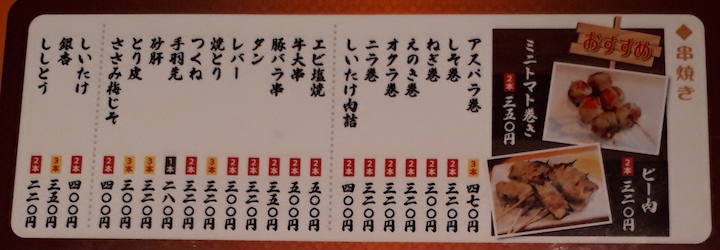 串焼き
おすすめ
ピー肉 2本 三二〇円
ミニトマト巻き 2本 三五〇円
アスパラ巻 3本 四七〇円
しそ巻 2本 三二〇円
ねぎ巻 2本 三〇〇円
えのき巻 2本 三二〇円
オクラ巻 2本 三二〇円
ニラ巻 2本 三二〇円
しいたけ肉詰 2本 四〇〇円
エビ塩焼 2本 五〇〇円
牛大串 2本 五〇〇円
豚バラ串 2本 三五〇円
タン 2本 三二〇円
レバー 2本 三〇〇円
焼どり 3本 三二〇円
つくね 2本 三二〇円
手羽先 1本 二八〇円
砂肝 3本 三二〇円
とり皮 3本 三〇〇円
ささみ梅じそ 2本 四〇〇円
しいたけ 2本 四〇〇円
銀杏 3本 三五〇円
ししとう 2本 二二〇円